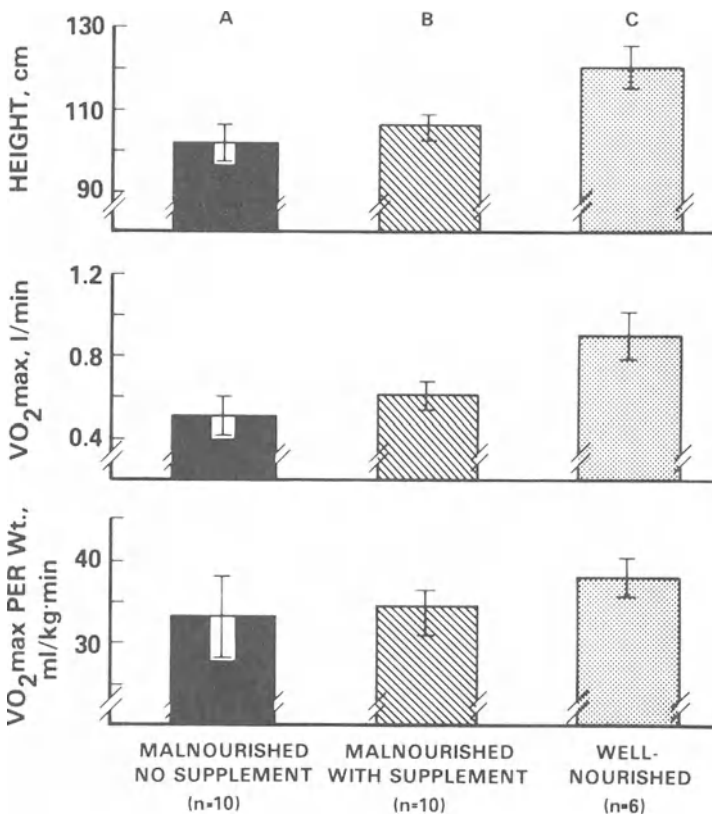 A B C
HEIGHT, cm
130
110
90
VO2max, l/min
1.2
0.8
0.4
VO2max PER Wt.,
ml/kg·min
40
30
MALNOURISHED
NO SUPPLEMENT
(n=10)
MALNOURISHED
WITH SUPPLEMENT
(n=10)
WELL-
NOURISHED
(n=6)